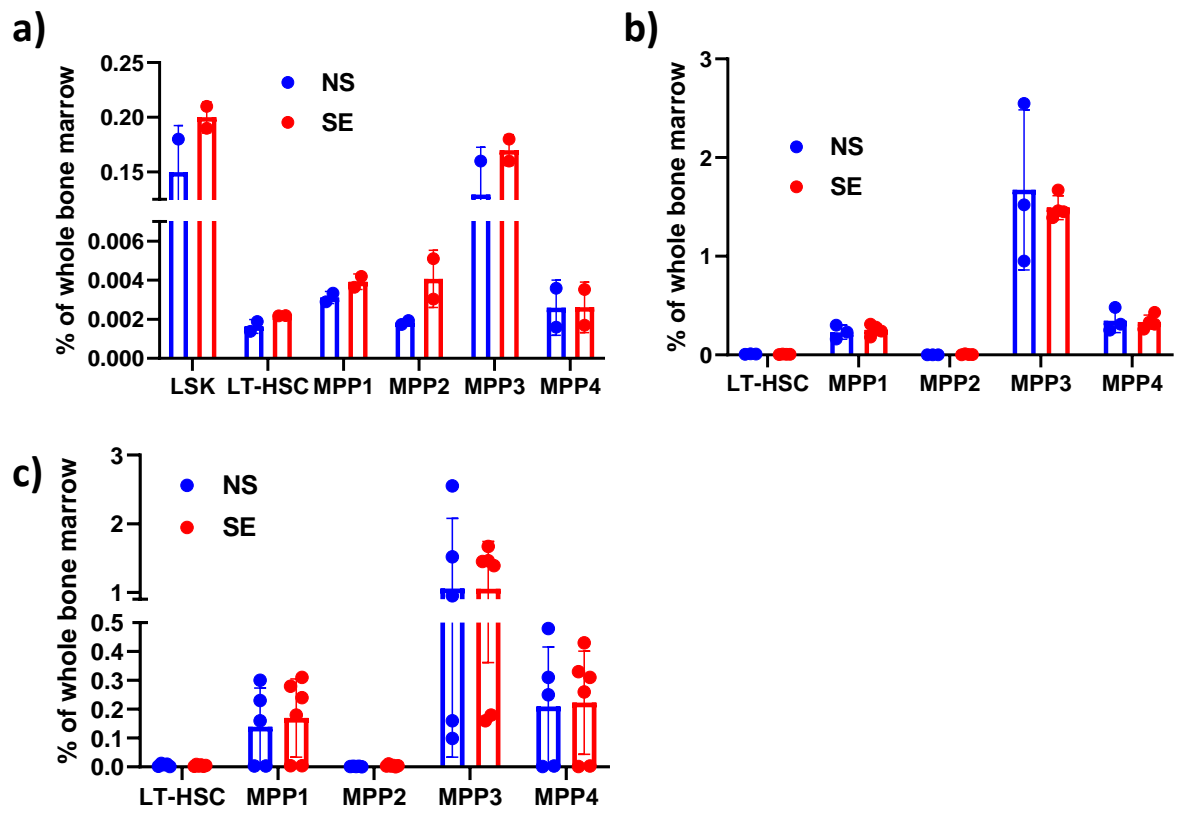 a)
% of whole bone marrow
0.25
0.20
0.15
0.006
0.004
0.002
0.000
NS
SE
LSK LT-HSC MPP1 MPP2 MPP3 MPP4
b)
% of whole bone marrow
3
2
1
0
NS
SE
LT-HSC MPP1 MPP2 MPP3 MPP4
c)
% of whole bone marrow
3
2
1
0.5
0.4
0.3
0.2
0.1
0.0
NS
SE
LT-HSC MPP1 MPP2 MPP3 MPP4